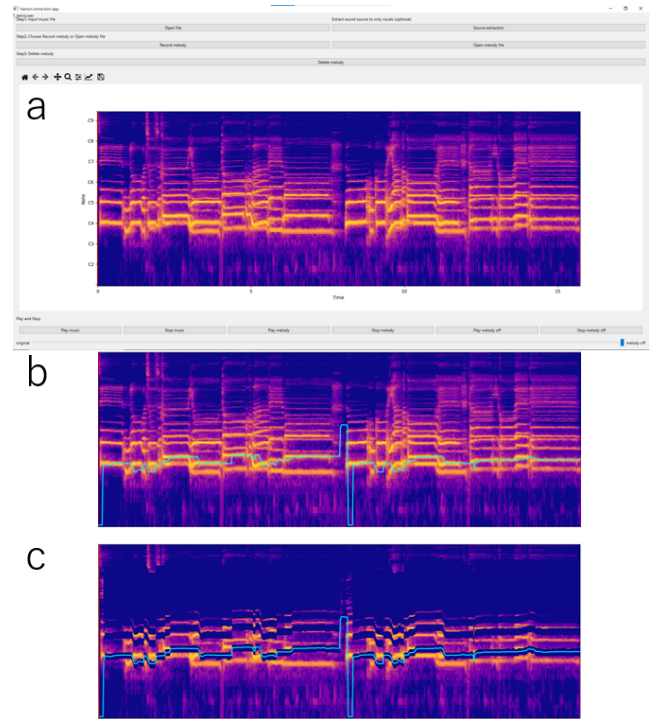 hamori extraction app
Step1: Input music file
Extract sound source to only vocals (optional)
Open file
Source extraction
Step2: Choose Record melody or Open melody file
Record melody
Open melody file
Step3: Delete melody
Delete melody
a
C9
C8
C7
C6
C5
C4
C3
C2
Note
0
5
10
15
Time
Play and Stop
Play music
Stop music
Play melody
Stop melody
Play melody off
Stop melody off
original
melody off
b
c